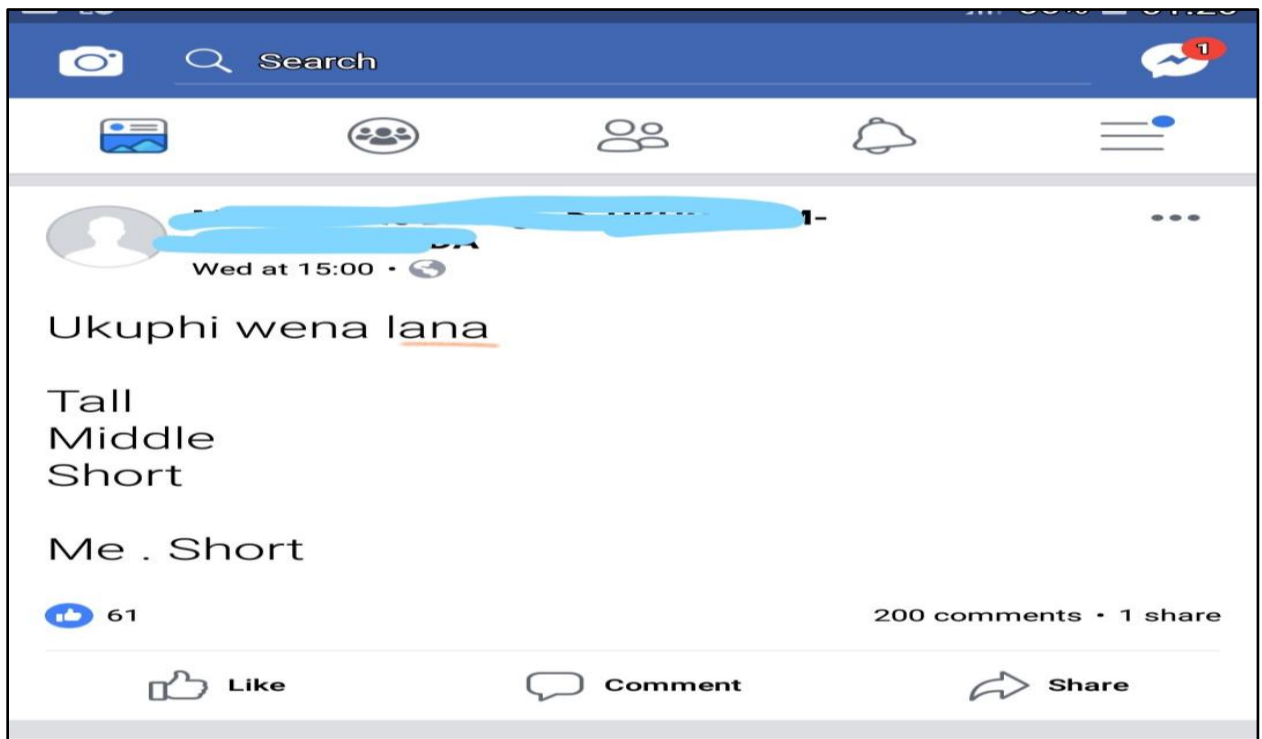 Search
1
Wed at 15:00 •
Ukuphi wena lana
Tall
Middle
Short
Me . Short
61
200 comments • 1 share
Like
Comment
Share